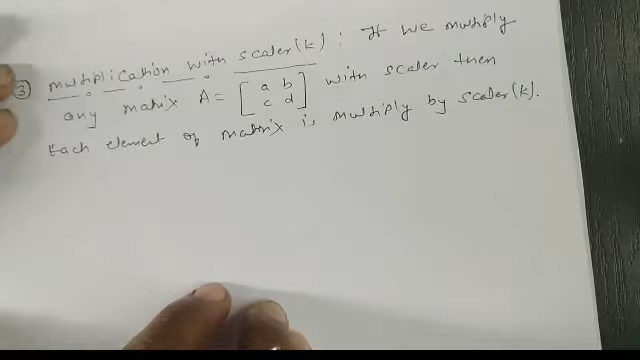 ③ multiplication with scaler(k): If we multiply
any matrix A = [a b c d] with scaler then
Each element of matrix is multiply by scaler(k).